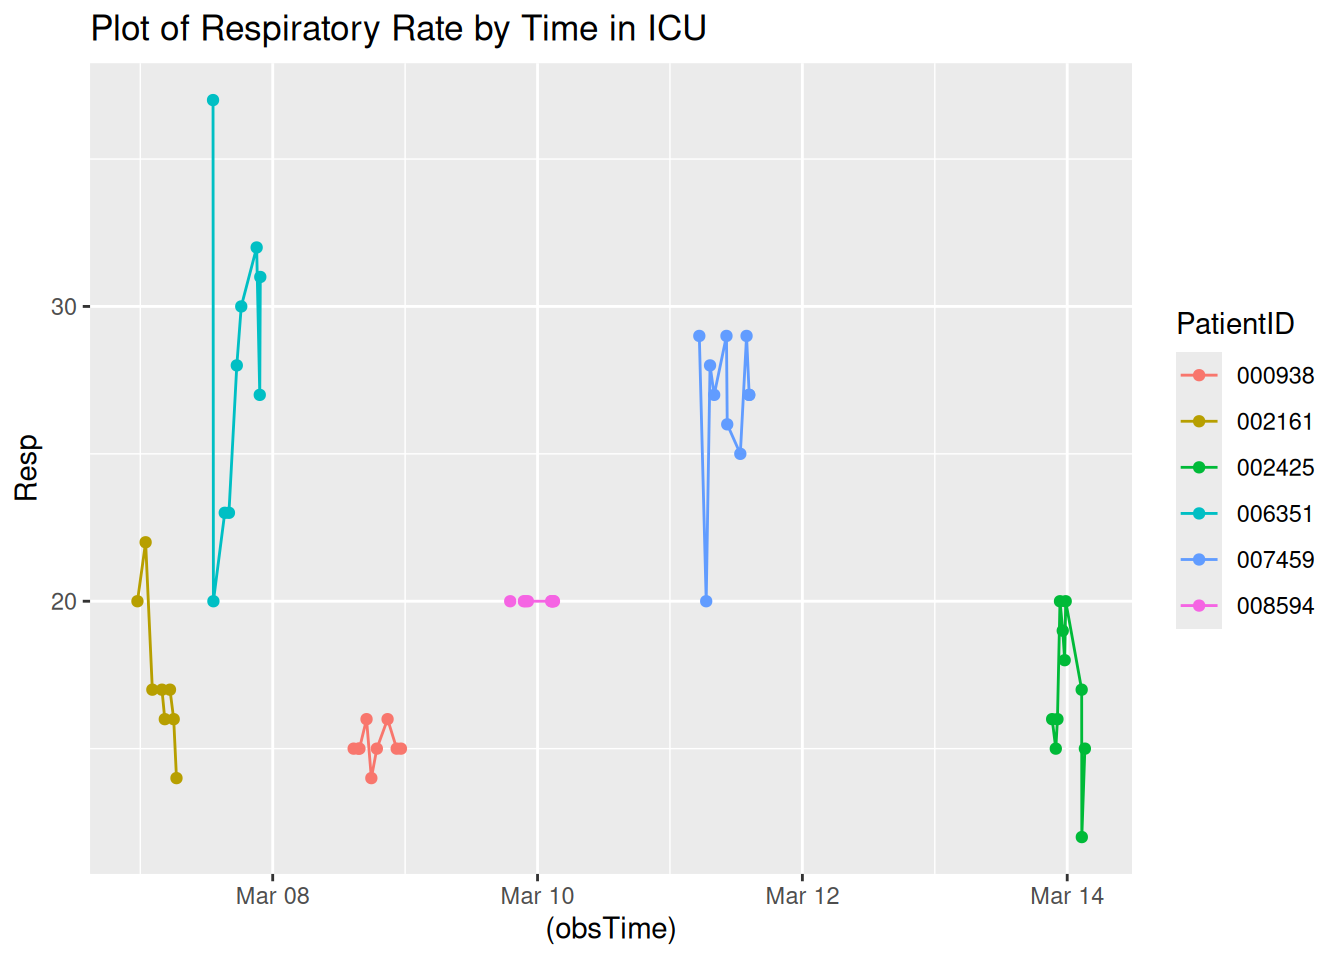 Plot of Respiratory Rate by Time in ICU
Resp
30
20
Mar 08
Mar 10
Mar 12
Mar 14
(obsTime)
PatientID
000938
002161
002425
006351
007459
008594